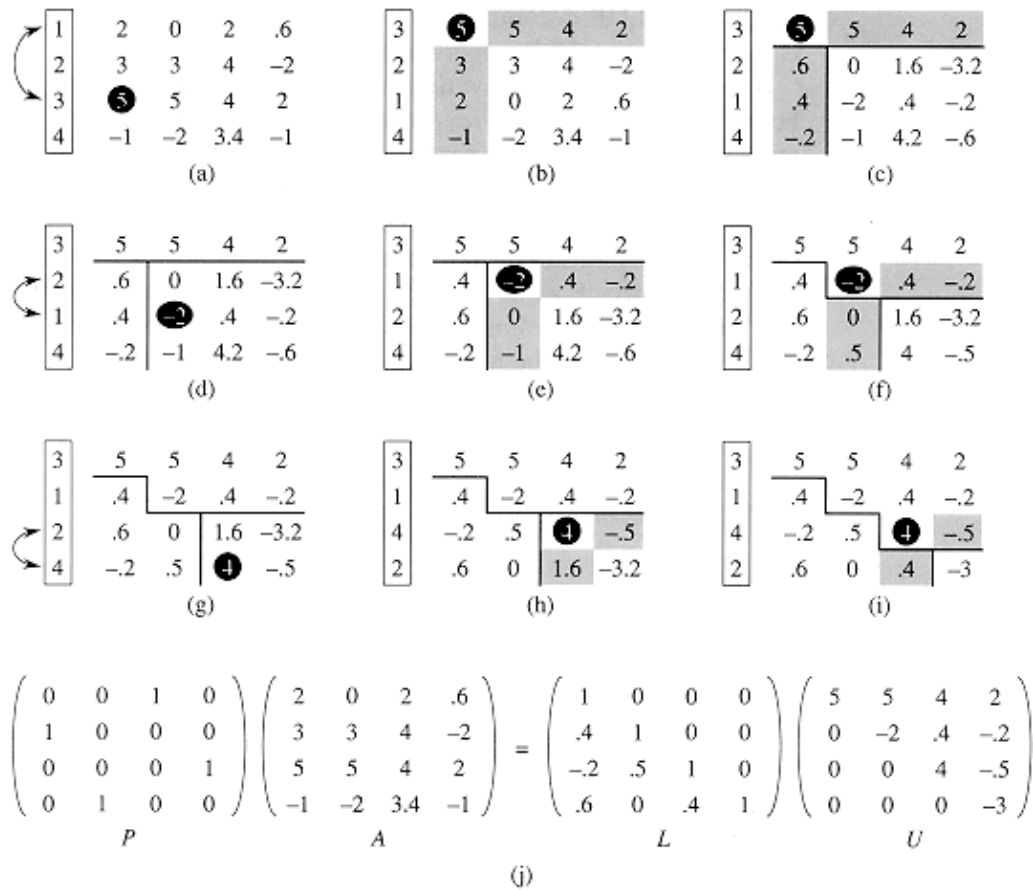 1 2 0 2 .6 3 5 5 4 2 3 5 5 4 2
2 3 3 4 –2 2 3 3 4 –2 2 .6 0 1.6 –3.2
3 5 5 4 2 1 2 0 2 .6 1 .4 –2 .4 –.2
4 –1 –2 3.4 –1 4 –1 –2 3.4 –1 4 –.2 –1 4.2 –.6
(a) (b) (c)
3 5 5 4 2 3 5 5 4 2 3 5 5 4 2
2 .6 0 1.6 –3.2 1 .4 –2 .4 –.2 1 .4 –2 .4 –.2
1 .4 –2 .4 –.2 2 .6 0 1.6 –3.2 2 .6 0 1.6 –3.2
4 –.2 –1 4.2 –.6 4 –.2 –1 4.2 –.6 4 –.2 .5 4 –.5
(d) (e) (f)
3 5 5 4 2 3 5 5 4 2 3 5 5 4 2
1 .4 –2 .4 –.2 1 .4 –2 .4 –.2 1 .4 –2 .4 –.2
2 .6 0 1.6 –3.2 4 –.2 .5 4 –.5 4 –.2 .5 4 –.5
4 –.2 .5 4 –.5 2 .6 0 1.6 –3.2 2 .6 0 .4 –3
(g) (h) (i)
0 0 1 0 2 0 2 .6 1 0 0 0 5 5 4 2
1 0 0 0 3 3 4 –2 = .4 1 0 0 0 –2 .4 –.2
0 0 0 1 5 5 4 2 –.2 .5 1 0 0 0 4 –.5
0 1 0 0 –1 –2 3.4 –1 .6 0 .4 1 0 0 0 –3
P A L U
(j)